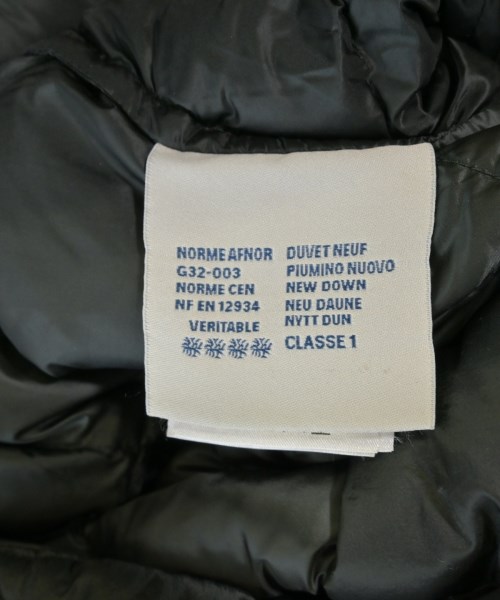 NORME AFNOR
G32-003
NORME CEN
NF EN 12934
VERITABLE
DUVET NEUF
PIUMINO NUOVO
NEW DOWN
NEU DAUNE
NYTT DUN
CLASSE 1